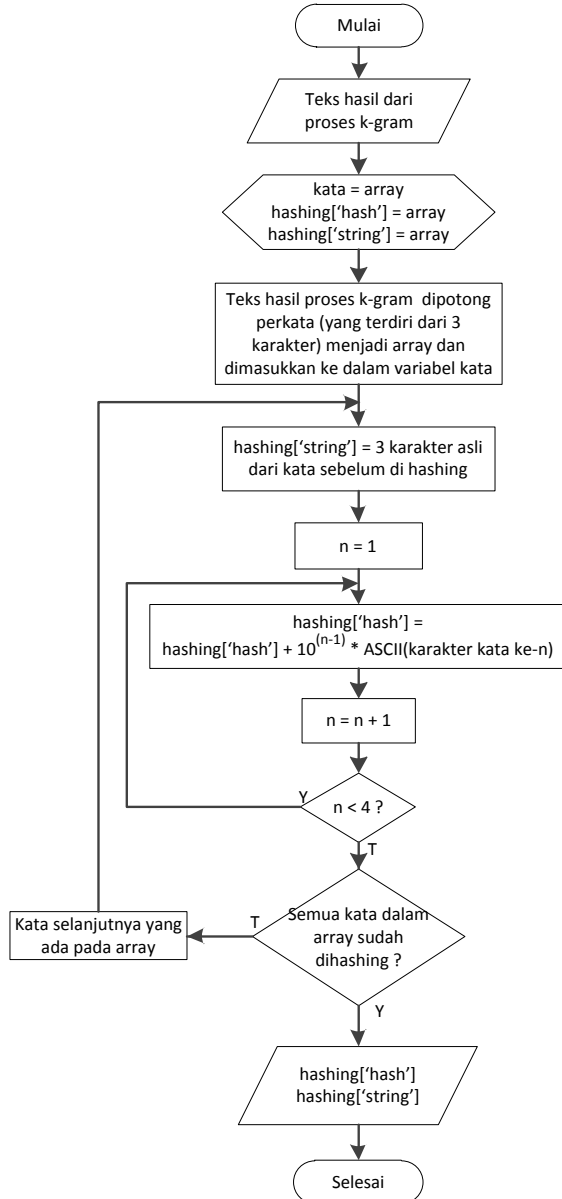 Mulai
Teks hasil dari
proses k-gram
kata = array
hashing[‘hash’] = array
hashing[‘string’] = array
Teks hasil proses k-gram  dipotong
perkata (yang terdiri dari 3
karakter) menjadi array dan
dimasukkan ke dalam variabel kata
hashing[‘string’] = 3 karakter asli
dari kata sebelum di hashing
n = 1
hashing[‘hash’] =
hashing[‘hash’] + 10^(n-1) * ASCII(karakter kata ke-n)
n = n + 1
Y
n < 4 ?
T
Kata selanjutnya yang
ada pada array
T
Semua kata dalam
array sudah
dihashing ?
Y
hashing[‘hash’]
hashing[‘string’]
Selesai